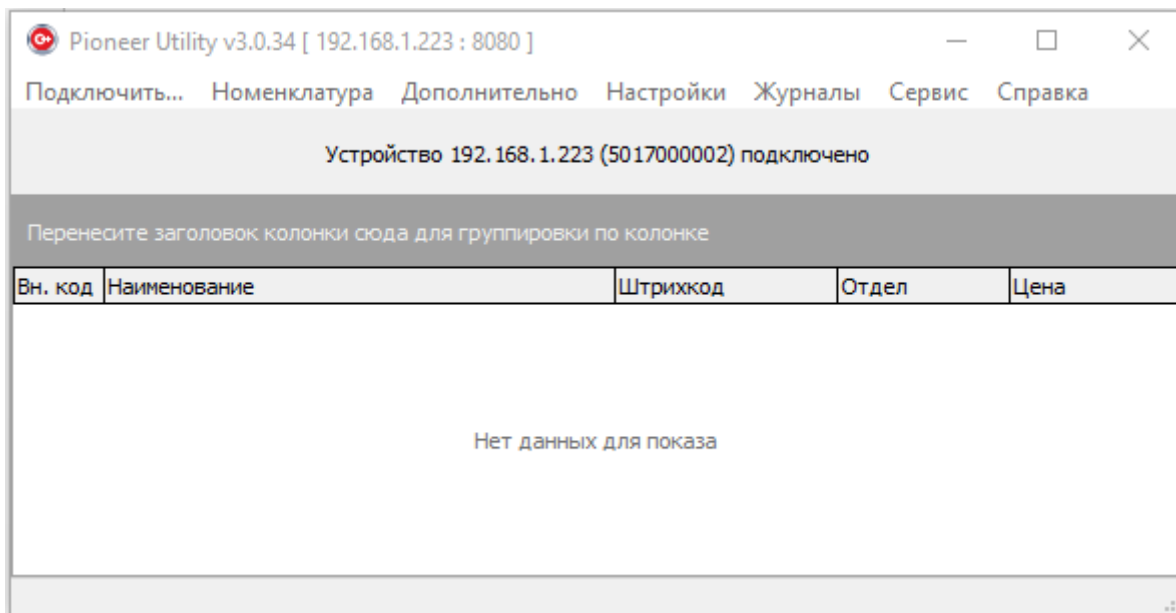 Pioneer Utility v3.0.34 [ 192.168.1.223 : 8080 ]
Подключить... Номенклатура Дополнительно Настройки Журналы Сервис Справка
Устройство 192.168.1.223 (5017000002) подключено
Перенесите заголовок колонки сюда для группировки по колонке
Вн. код Наименование Штрихкод Отдел Цена
Нет данных для показа